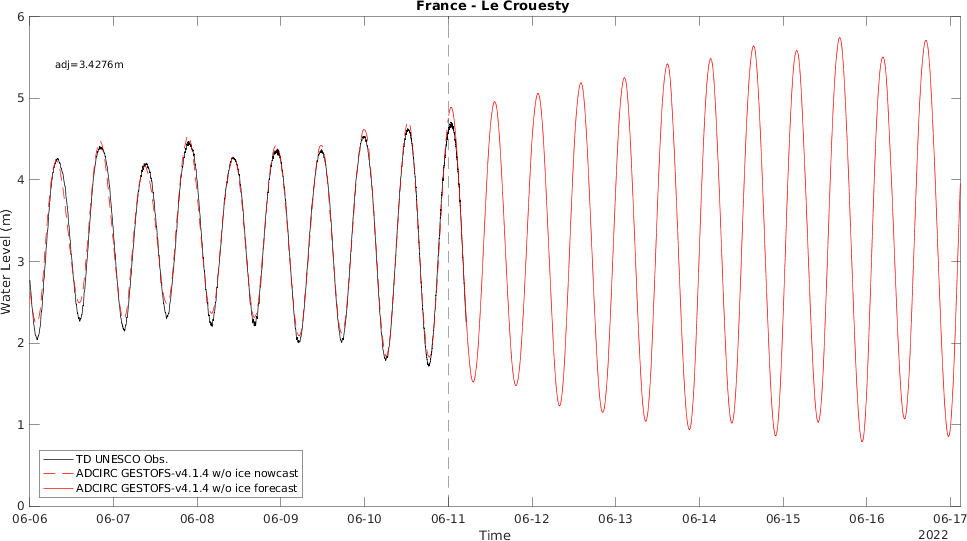 France - Le Crouesty
adj=3.4276m
Water Level (m)
6
5
4
3
2
1
0
TD UNESCO Obs.
ADCIRC GESTOFS-v4.1.4 w/o ice nowcast
ADCIRC GESTOFS-v4.1.4 w/o ice forecast
06-06 06-07 06-08 06-09 06-10 06-11 06-12 06-13 06-14 06-15 06-16 06-17
Time
2022